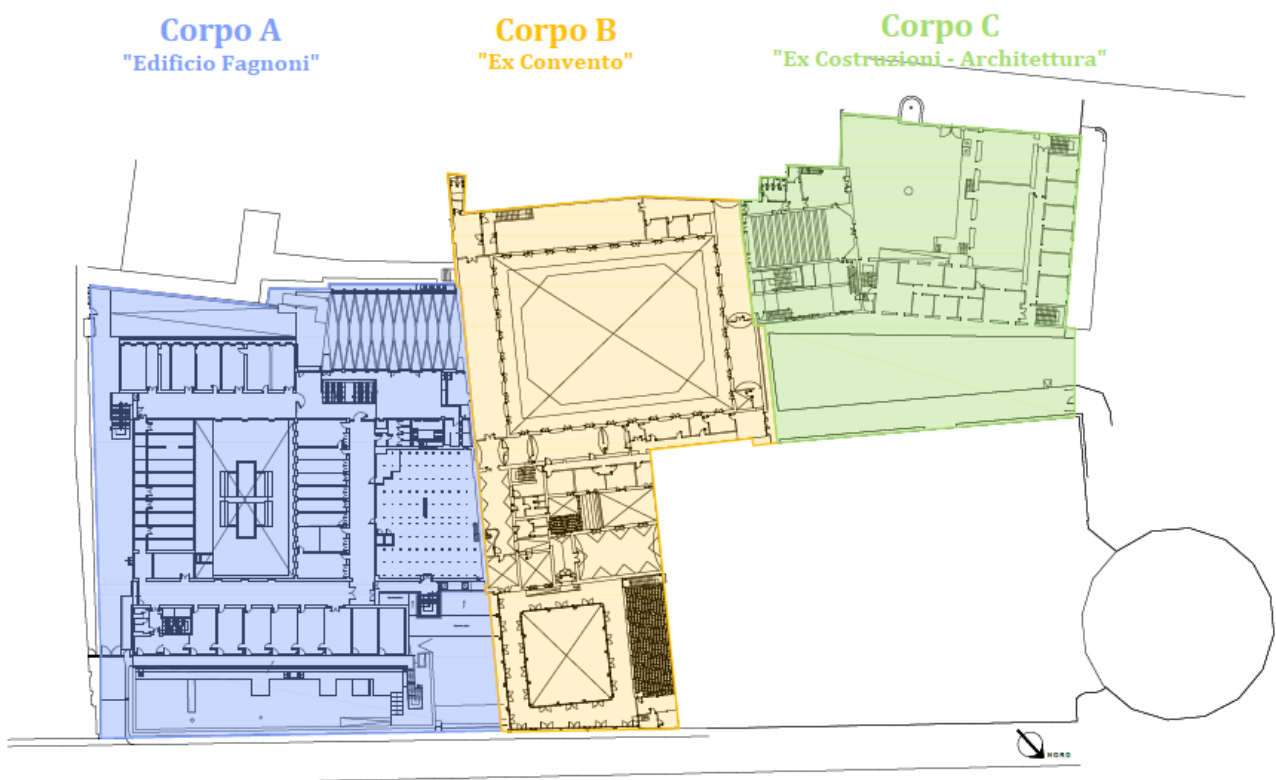 Corpo A
"Edificio Fagnoni"
Corpo B
"Ex Convento"
Corpo C
"Ex Costruzioni - Architettura"
NORD